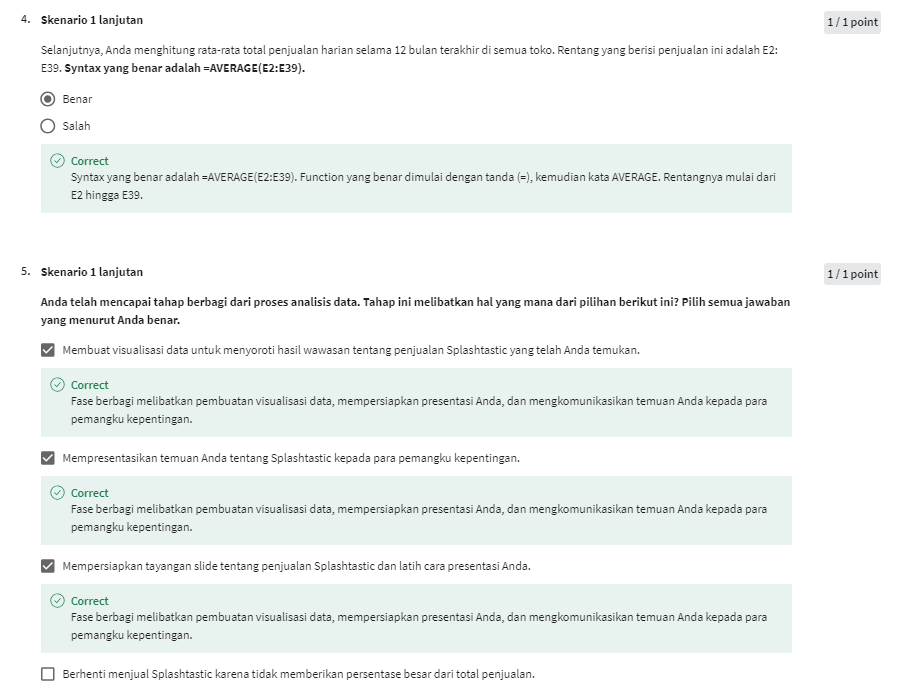 4. Skenario 1 lanjutan
1 / 1 point
Selanjutnya, Anda menghitung rata-rata total penjualan harian selama 12 bulan terakhir di semua toko. Rentang yang berisi penjualan ini adalah E2:
E39. Syntax yang benar adalah =AVERAGE(E2:E39).
Benar
Salah
Correct
Syntax yang benar adalah =AVERAGE(E2:E39). Function yang benar dimulai dengan tanda (=), kemudian kata AVERAGE. Rentangnya mulai dari
E2 hingga E39.
5. Skenario 1 lanjutan
1 / 1 point
Anda telah mencapai tahap berbagi dari proses analisis data. Tahap ini melibatkan hal yang mana dari pilihan berikut ini? Pilih semua jawaban
yang menurut Anda benar.
Membuat visualisasi data untuk menyoroti hasil wawasan tentang penjualan Splashtastic yang telah Anda temukan.
Correct
Fase berbagi melibatkan pembuatan visualisasi data, mempersiapkan presentasi Anda, dan mengkomunikasikan temuan Anda kepada para
pemangku kepentingan.
Mempresentasikan temuan Anda tentang Splashtastic kepada para pemangku kepentingan.
Correct
Fase berbagi melibatkan pembuatan visualisasi data, mempersiapkan presentasi Anda, dan mengkomunikasikan temuan Anda kepada para
pemangku kepentingan.
Mempersiapkan tayangan slide tentang penjualan Splashtastic dan latih cara presentasi Anda.
Correct
Fase berbagi melibatkan pembuatan visualisasi data, mempersiapkan presentasi Anda, dan mengkomunikasikan temuan Anda kepada para
pemangku kepentingan.
Berhenti menjual Splashtastic karena tidak memberikan persentase besar dari total penjualan.